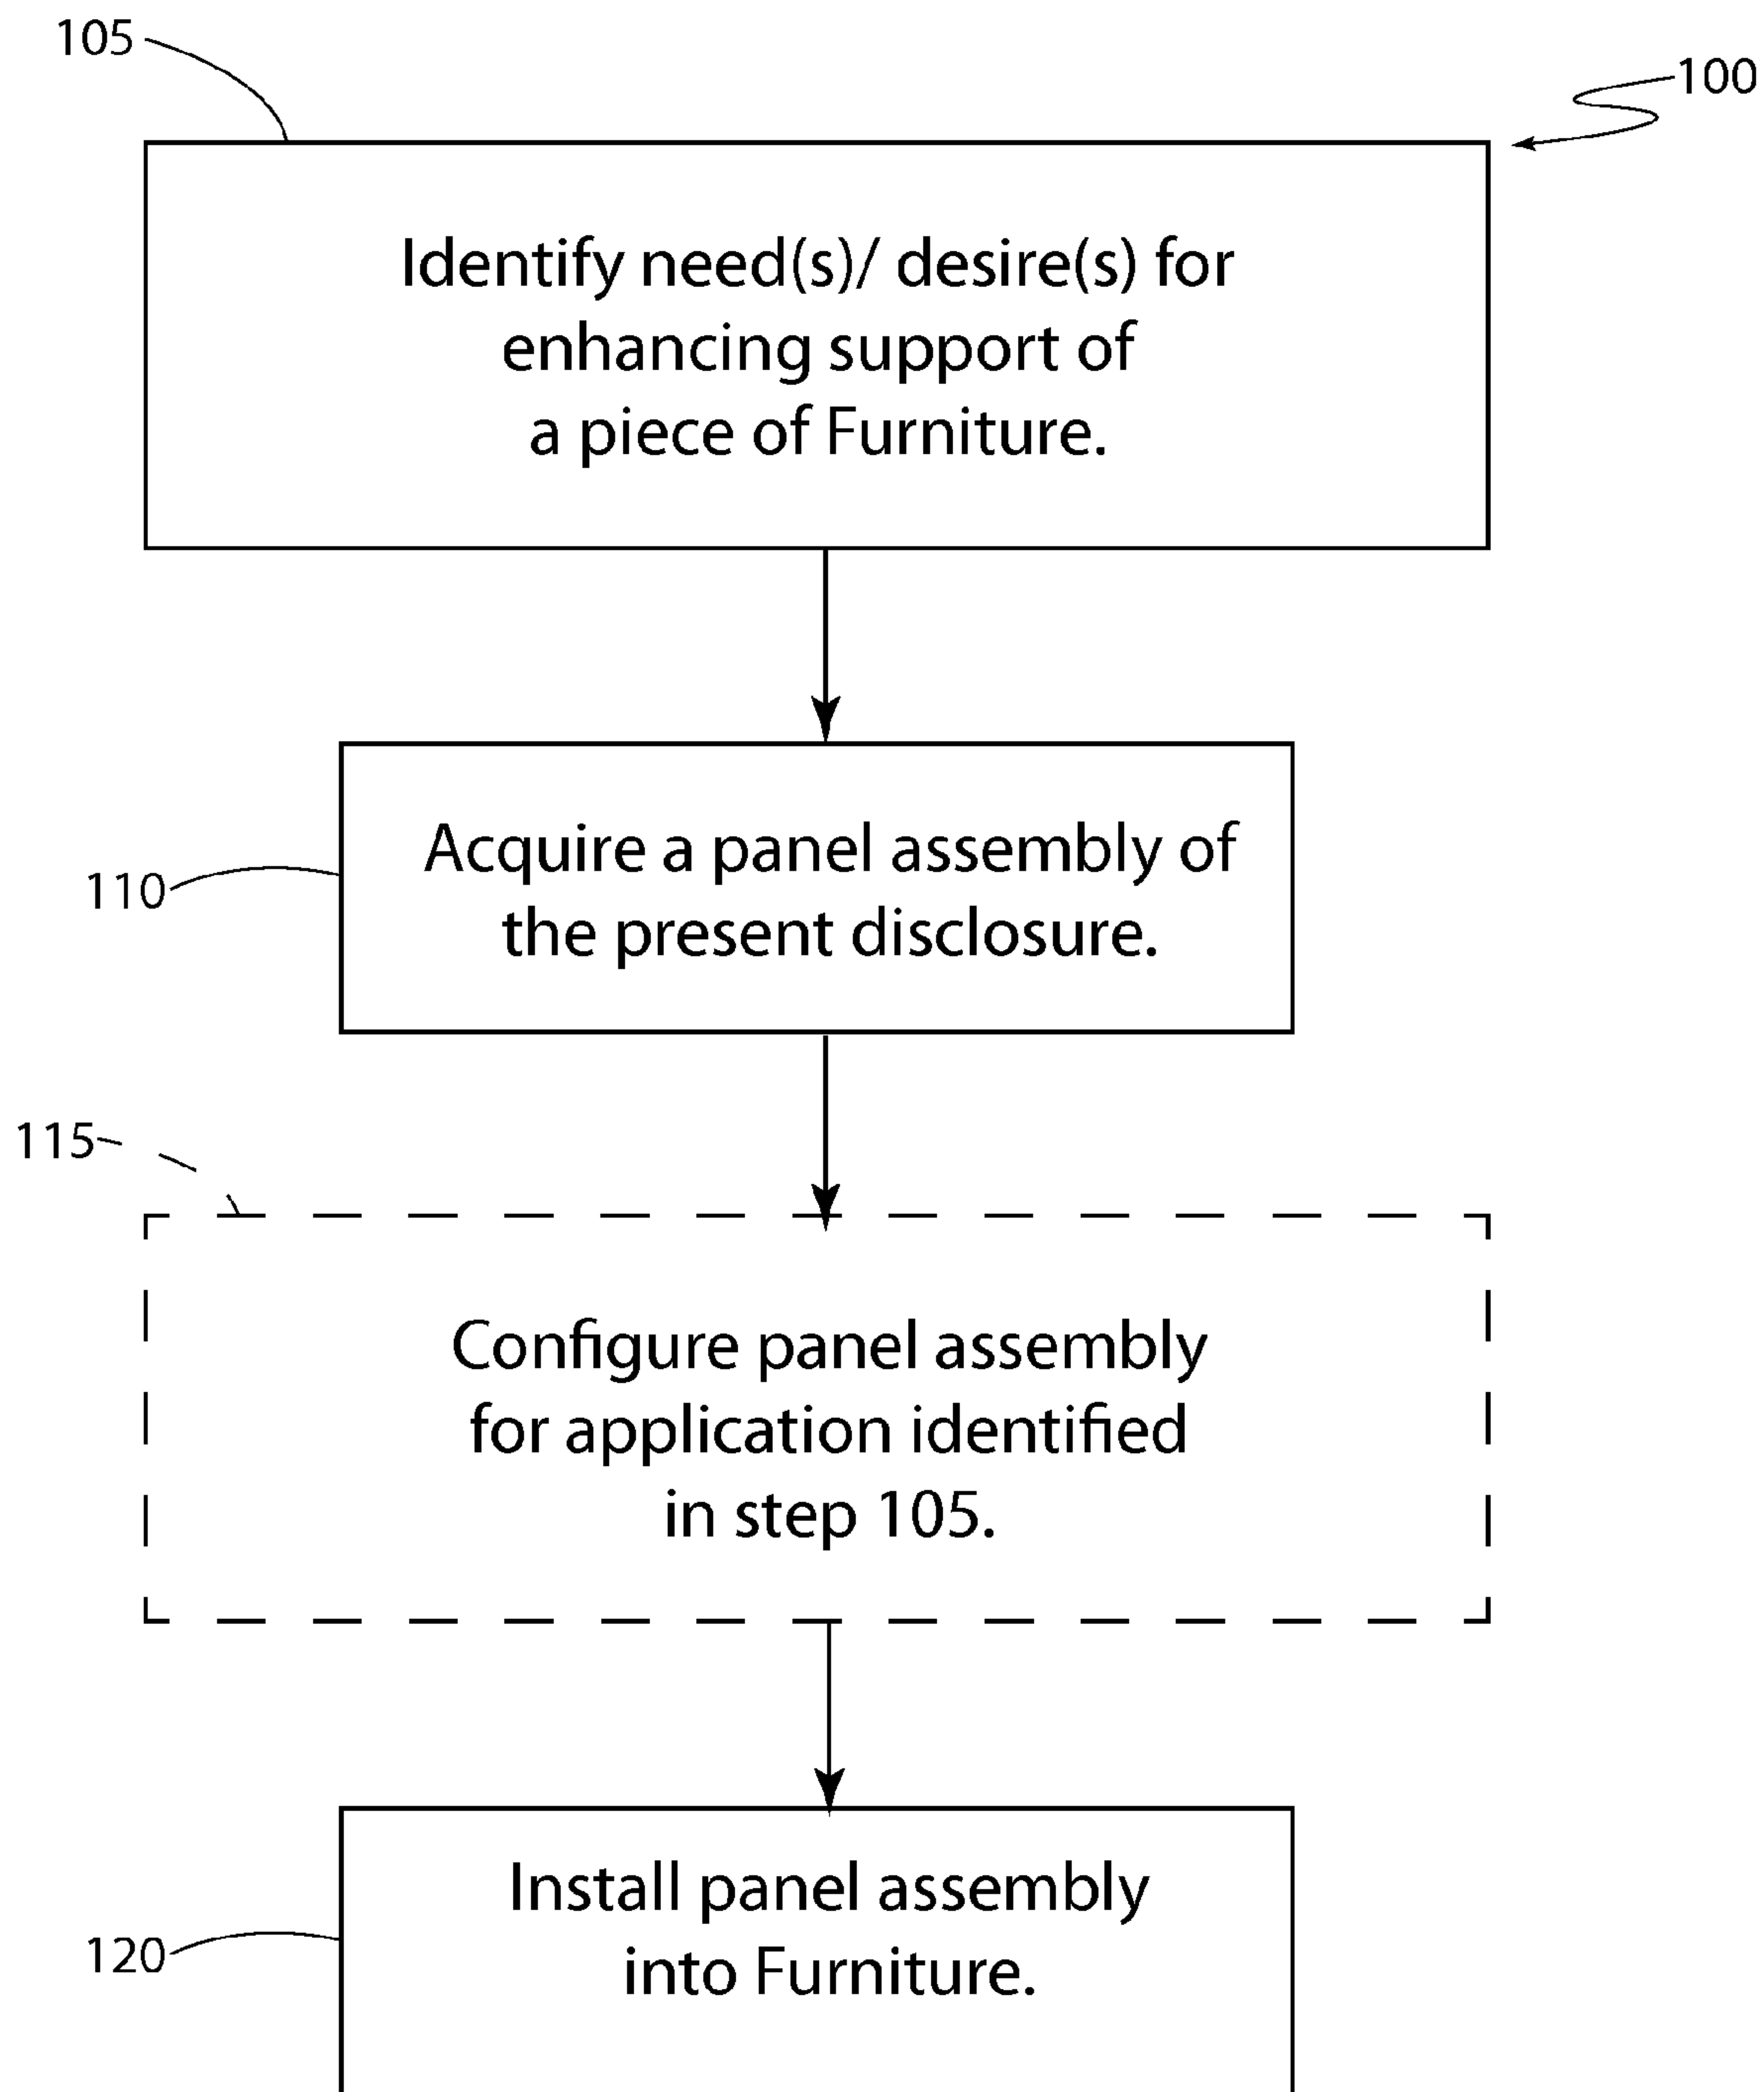 105
100
Identify need(s)/ desire(s) for
enhancing support of
a piece of Furniture.
110
Acquire a panel assembly of
the present disclosure.
115
Configure panel assembly
for application identified
in step 105.
120
Install panel assembly
into Furniture.